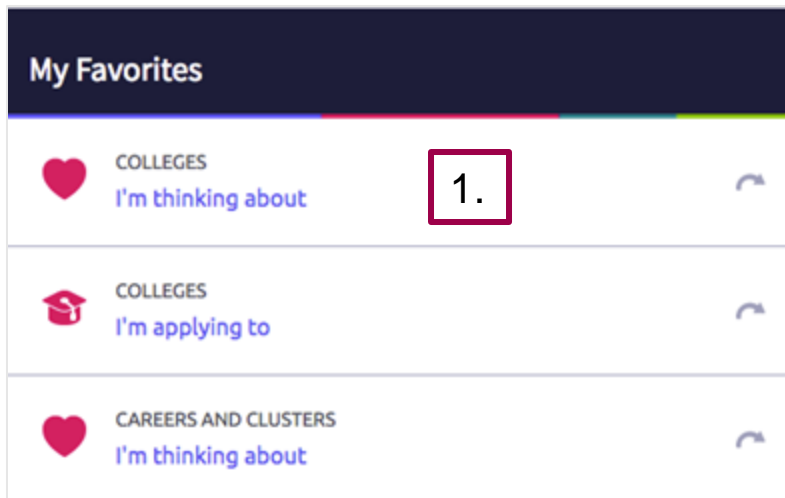 My Favorites
COLLEGES
I'm thinking about
1.
COLLEGES
I'm applying to
CAREERS AND CLUSTERS
I'm thinking about